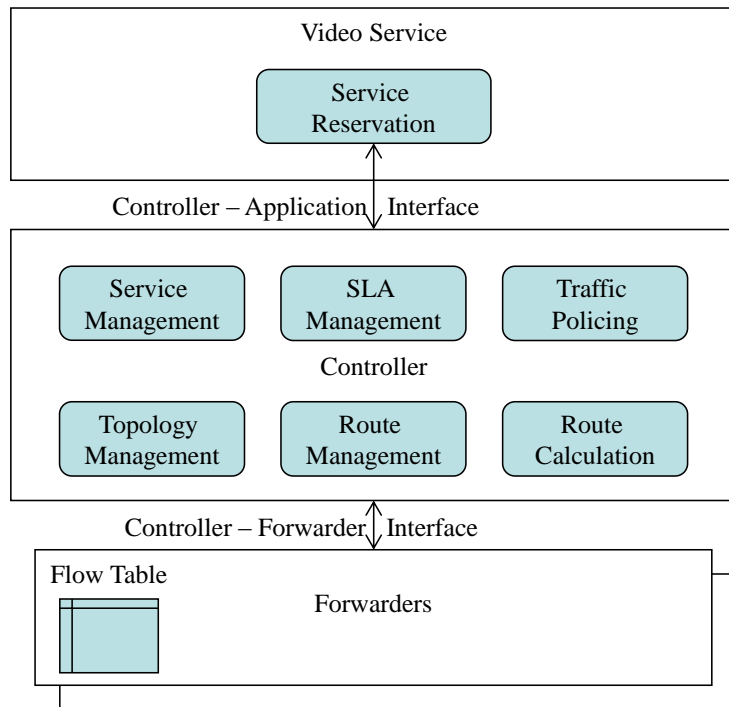 Video Service
Service
Reservation
Controller – Application Interface
Service
Management
SLA
Management
Traffic
Policing
Controller
Topology
Management
Route
Management
Route
Calculation
Controller – Forwarder Interface
Flow Table
Forwarders